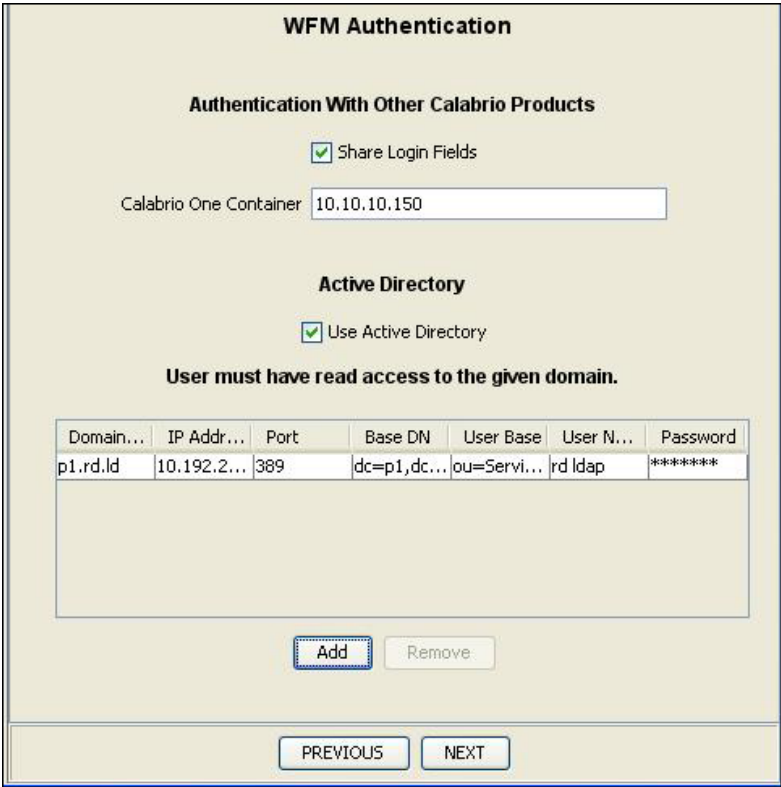 WFM Authentication
Authentication With Other Calabrio Products
Share Login Fields
Calabrio One Container 10.10.10.150
Active Directory
Use Active Directory
User must have read access to the given domain.
Domain... IP Addr... Port Base DN User Base User N... Password
p1.rd.ld 10.192.2... 389 dc=p1,dc... ou=Servi... rd ldap *******
Add Remove
PREVIOUS NEXT